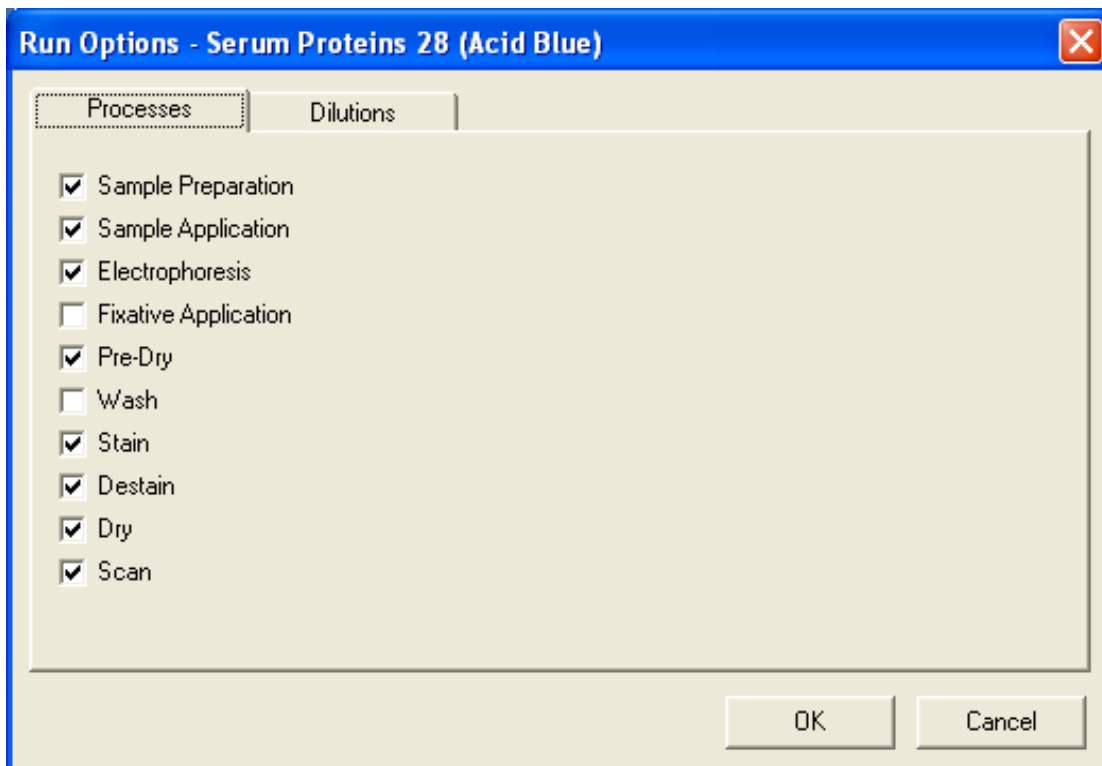 Run Options - Serum Proteins 28 (Acid Blue)
Processes Dilutions
Sample Preparation
Sample Application
Electrophoresis
Fixative Application
Pre-Dry
Wash
Stain
Destain
Dry
Scan
OK Cancel